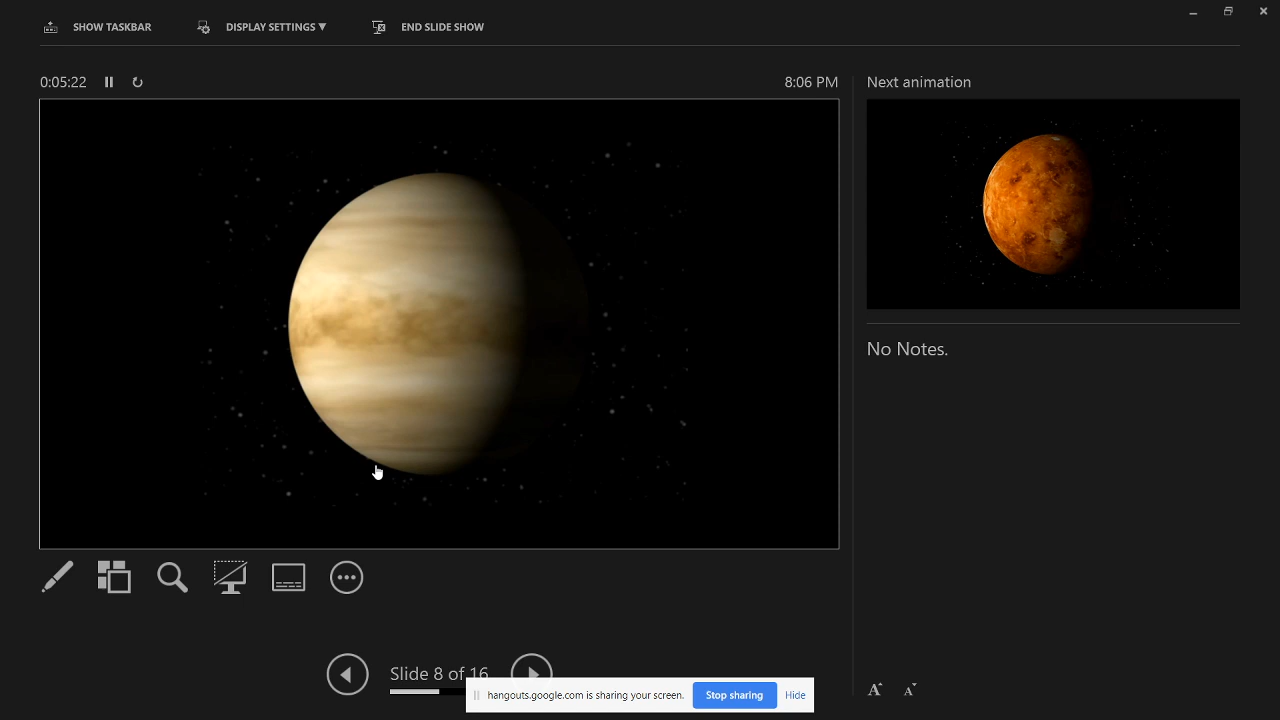 SHOW TASKBAR
DISPLAY SETTINGS ▼
END SLIDE SHOW
0:05:22
8:06 PM
Next animation
No Notes.
Slide 8 of 16
hangouts.google.com is sharing your screen.
Stop sharing
Hide
A
A